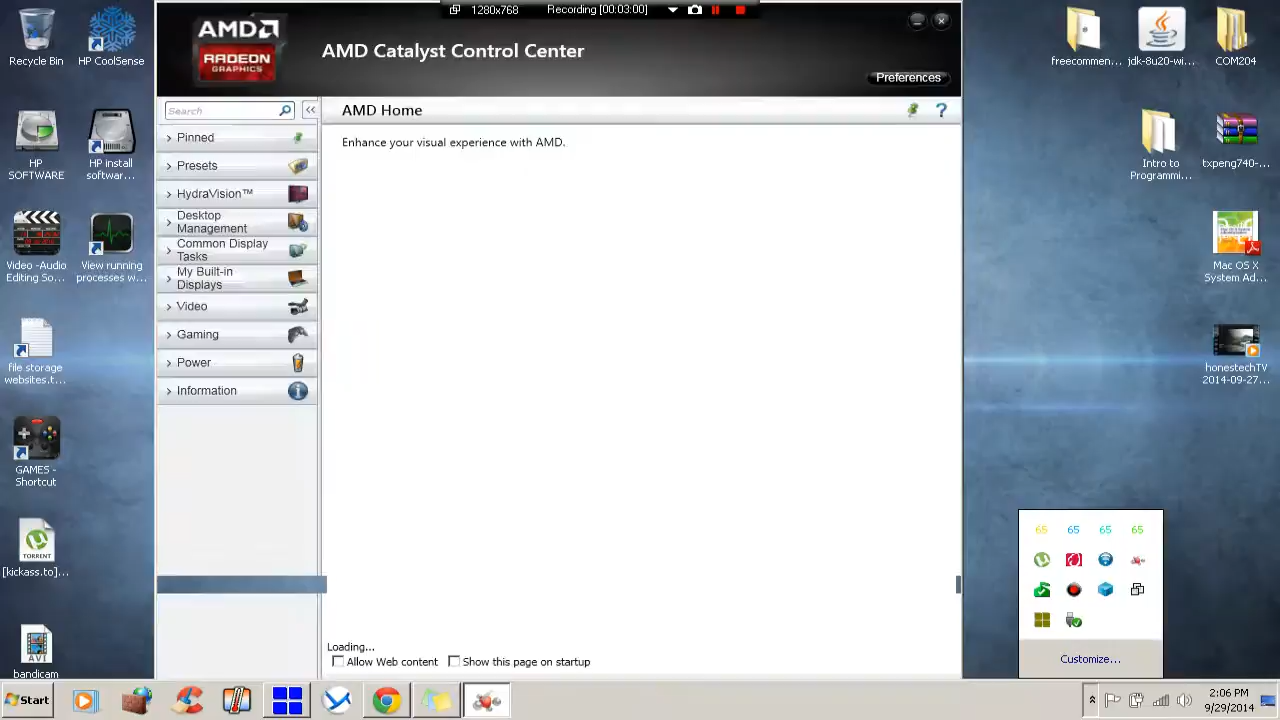 1280x768 Recording [00:03:00]
AMD
RADEON
GRAPHICS
AMD Catalyst Control Center
Preferences
Search
AMD Home
?
Enhance your visual experience with AMD.
Pinned
Presets
HydraVision™
Desktop
Management
Common Display
Tasks
My Built-in
Displays
Video
Gaming
Power
Information
Loading...
Allow Web content
Show this page on startup
Recycle Bin
HP CoolSense
HP
SOFTWARE
HP install
softwar...
Video -Audio
Editing So...
View running
processes w...
file storage
websites.t...
GAMES -
Shortcut
TORRENT
[kickass.to]...
AVI
bandicam
freecommen...
jdk-8u20-wi...
COM204
Intro to
Programmi...
txpeng740-...
Mac OS X
System Ad...
honestechTV
2014-09-27...
65 65 65 65
Customize...
Start
2:06 PM
9/29/2014